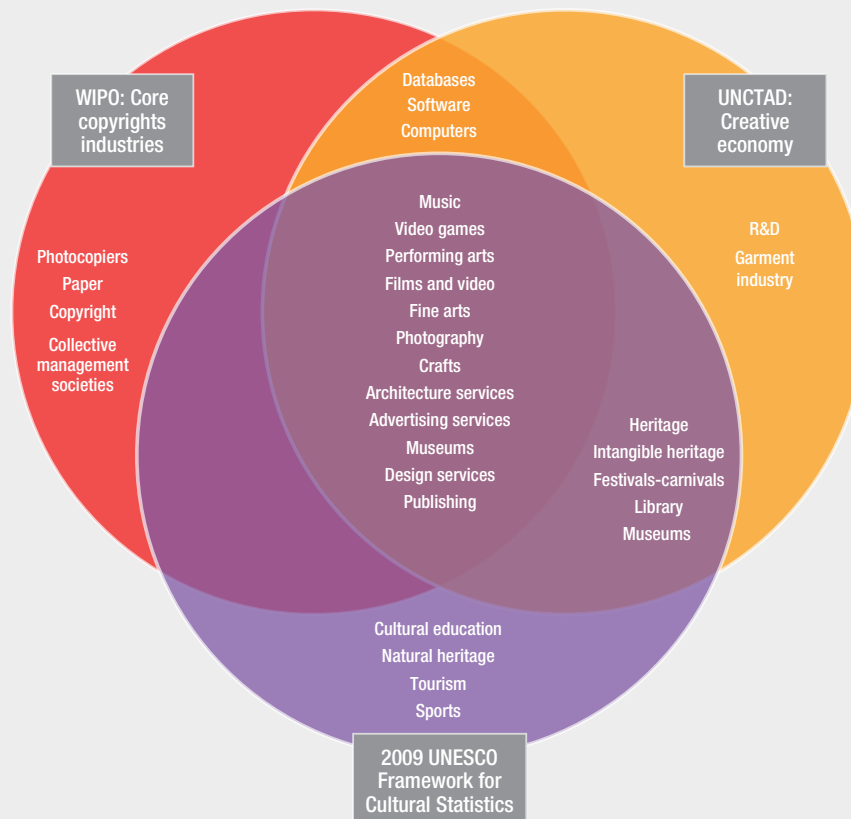 WIPO: Core
copyrights
industries
Databases
Software
Computers
UNCTAD:
Creative
economy
Photocopiers
Paper
Copyright
Collective
management
societies
Music
Video games
Performing arts
Films and video
Fine arts
Photography
Crafts
Architecture services
Advertising services
Museums
Design services
Publishing
R&D
Garment
industry
Heritage
Intangible heritage
Festivals-carnivals
Library
Museums
Cultural education
Natural heritage
Tourism
Sports
2009 UNESCO
Framework for
Cultural Statistics